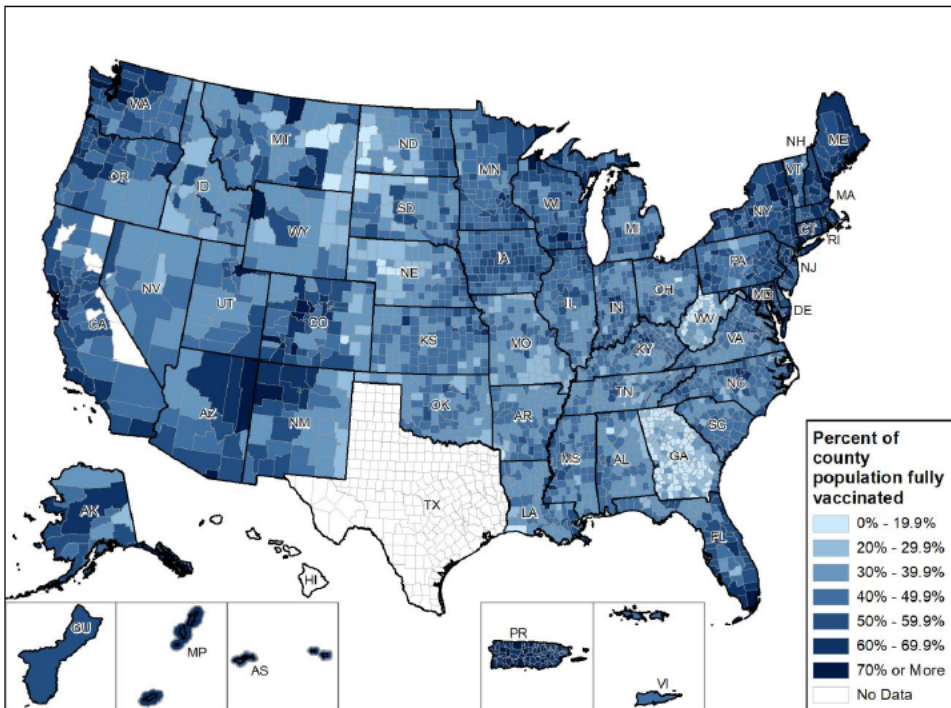 WA
MT
ND
MN
OR
ID
SD
WI
WY
MI
NH
VT
ME
MA
NY
CT
RI
IA
NE
PA
NJ
NV
UT
IL
IN
OH
MD
DE
CA
CO
WV
VA
KS
MO
KY
AZ
NM
OK
AR
TN
NC
SC
MS
AL
GA
TX
LA
FL
AK
HI
GU
MP
AS
PR
VI
Percent of
county
population fully
vaccinated
0% - 19.9%
20% - 29.9%
30% - 39.9%
40% - 49.9%
50% - 59.9%
60% - 69.9%
70% or More
No Data